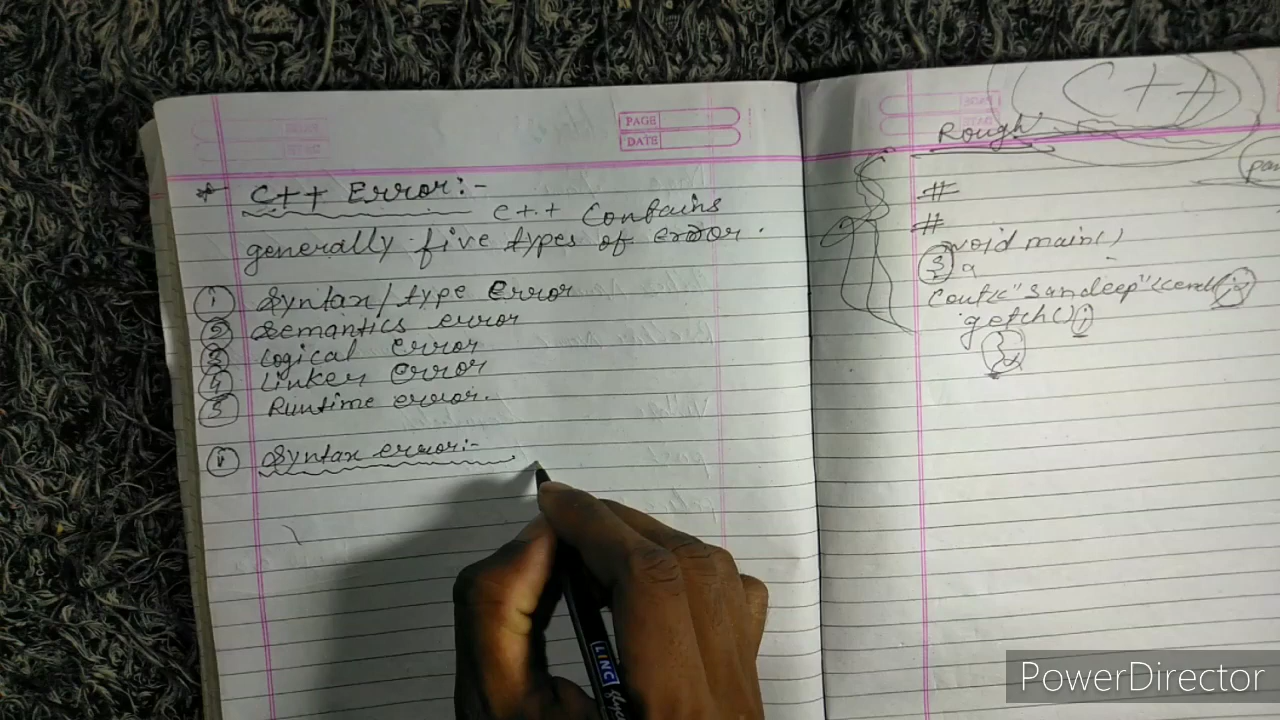 PAGE
DATE
* C++ Error:-
C++ Contains
generally five types of error.
① Syntax/type error
② Semantics error
③ Logical error
④ Linker error
⑤ Runtime error.
① Syntax error:-
C++
Rough
#
#
void main()
{
Cout<<"Sandeep"<<endl;
getch();
}
LINC
PowerDirector